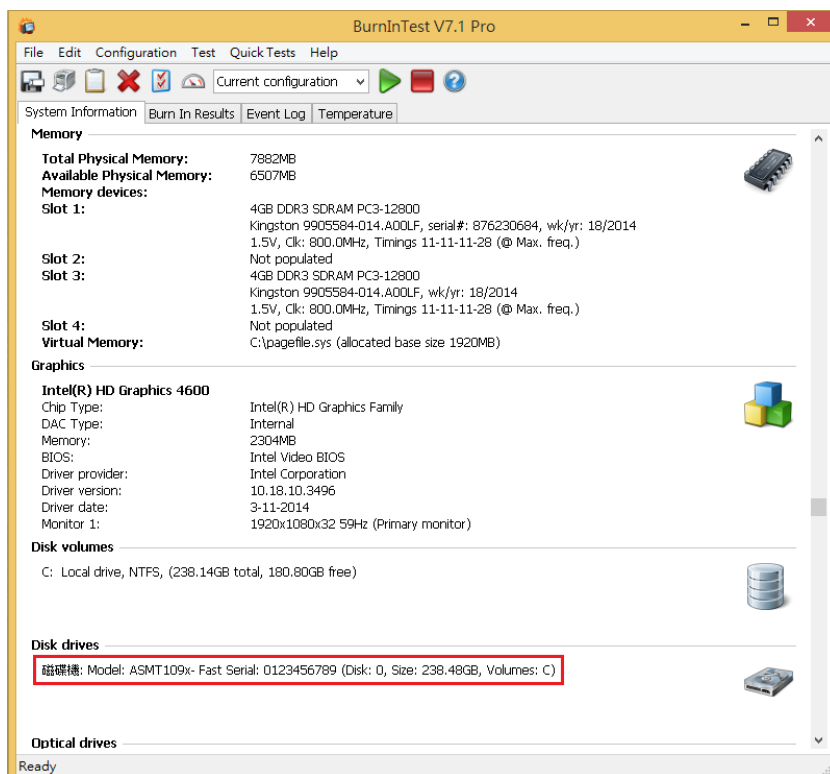 BurnInTest V7.1 Pro
File Edit Configuration Test Quick Tests Help
Current configuration
System Information Burn In Results Event Log Temperature
Memory
Total Physical Memory: 7882MB
Available Physical Memory: 6507MB
Memory devices:
Slot 1: 4GB DDR3 SDRAM PC3-12800
Kingston 9905584-014.A00LF, serial#: 876230684, wk/yr: 18/2014
1.5V, Clk: 800.0MHz, Timings 11-11-11-28 (@ Max. freq.)
Slot 2: Not populated
Slot 3: 4GB DDR3 SDRAM PC3-12800
Kingston 9905584-014.A00LF, wk/yr: 18/2014
1.5V, Clk: 800.0MHz, Timings 11-11-11-28 (@ Max. freq.)
Slot 4: Not populated
Virtual Memory: C:\pagefile.sys (allocated base size 1920MB)
Graphics
Intel(R) HD Graphics 4600
Chip Type: Intel(R) HD Graphics Family
DAC Type: Internal
Memory: 2304MB
BIOS: Intel Video BIOS
Driver provider: Intel Corporation
Driver version: 10.18.10.3496
Driver date: 3-11-2014
Monitor 1: 1920x1080x32 59Hz (Primary monitor)
Disk volumes
C: Local drive, NTFS, (238.14GB total, 180.80GB free)
Disk drives
磁碟機: Model: ASMT109x- Fast Serial: 0123456789 (Disk: 0, Size: 238.48GB, Volumes: C)
Optical drives
Ready